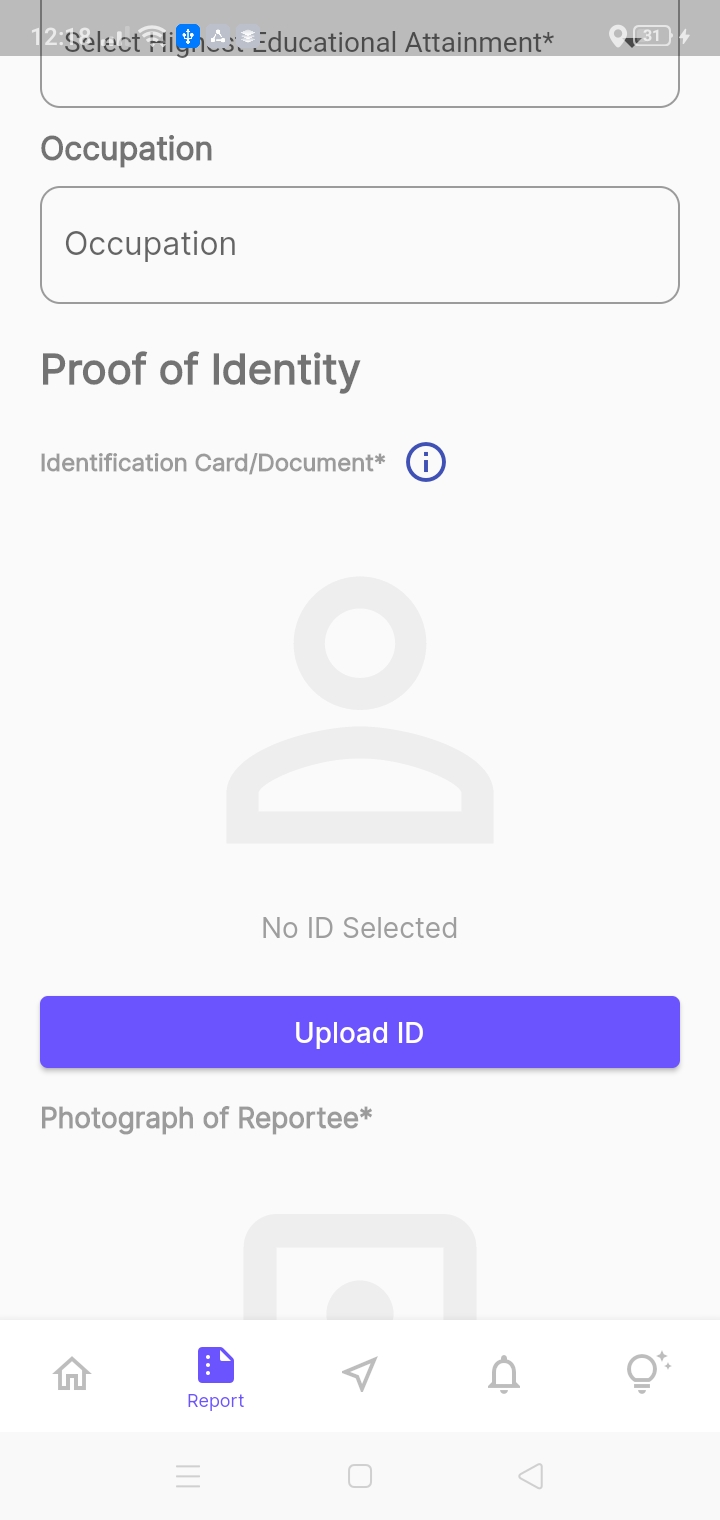 12:18
31
Select Highest Educational Attainment*
Occupation
Occupation
Proof of Identity
Identification Card/Document*
No ID Selected
Upload ID
Photograph of Reportee*
Report